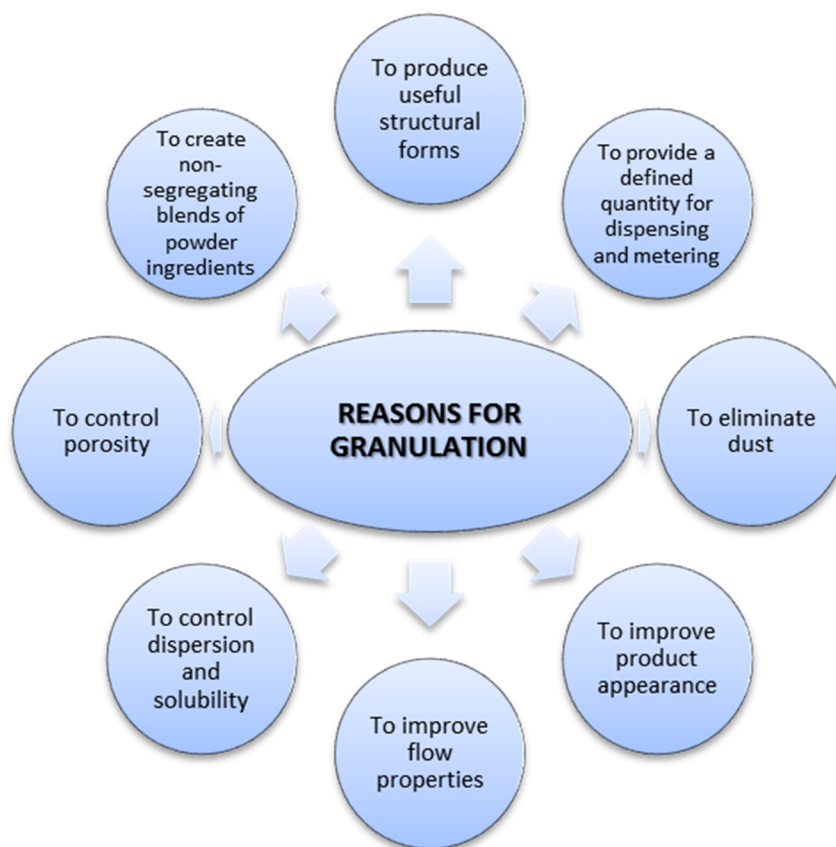 To produce
useful
structural
forms
To create
non-
segregating
blends of
powder
ingredients
To provide a
defined
quantity for
dispensing
and metering
To control
porosity
REASONS FOR
GRANULATION
To eliminate
dust
To control
dispersion
and
solubility
To improve
product
appearance
To improve
flow
properties